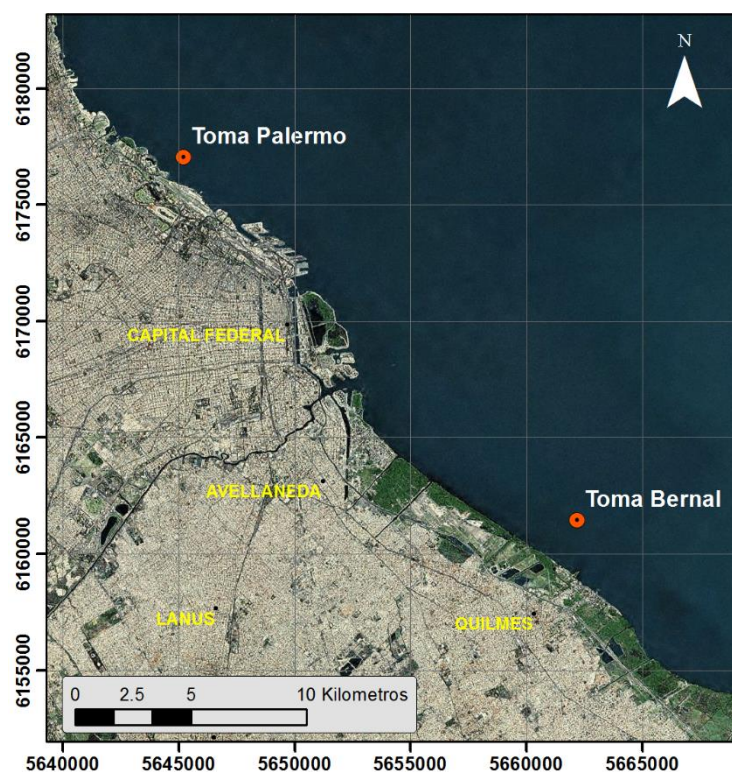 N
6180000
Toma Palermo
6175000
6170000
CAPITAL FEDERAL
6165000
AVELLANEDA
Toma Bernal
6160000
LANUS
QUILMES
6155000
0 2.5 5 10 Kilometros
5640000 5645000 5650000 5655000 5660000 5665000